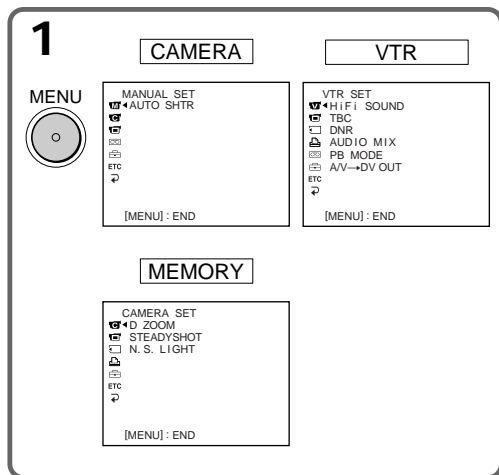 1
CAMERA
VTR
MENU
MANUAL SET
AUTO SHTR
ETC
[MENU] : END
VTR SET
HiFi SOUND
TBC
DNR
AUDIO MIX
PB MODE
A/V→DV OUT
ETC
[MENU] : END
MEMORY
CAMERA SET
D ZOOM
STEADYSHOT
N. S. LIGHT
ETC
[MENU] : END